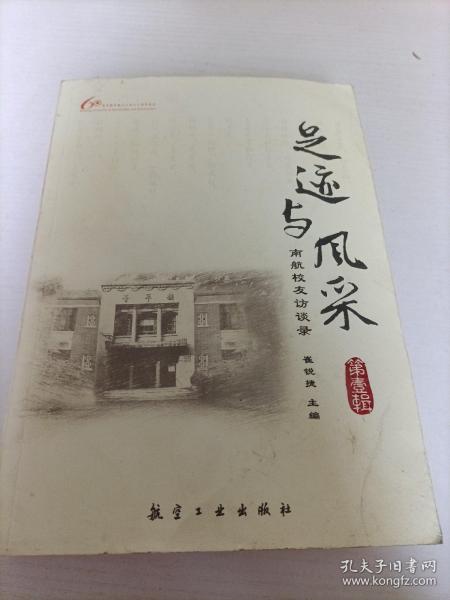 60
足迹与风采
南航校友访谈录
崔锐捷 主编
第壹辑
航空工业出版社
孔夫子旧书网
www.kongfz.com